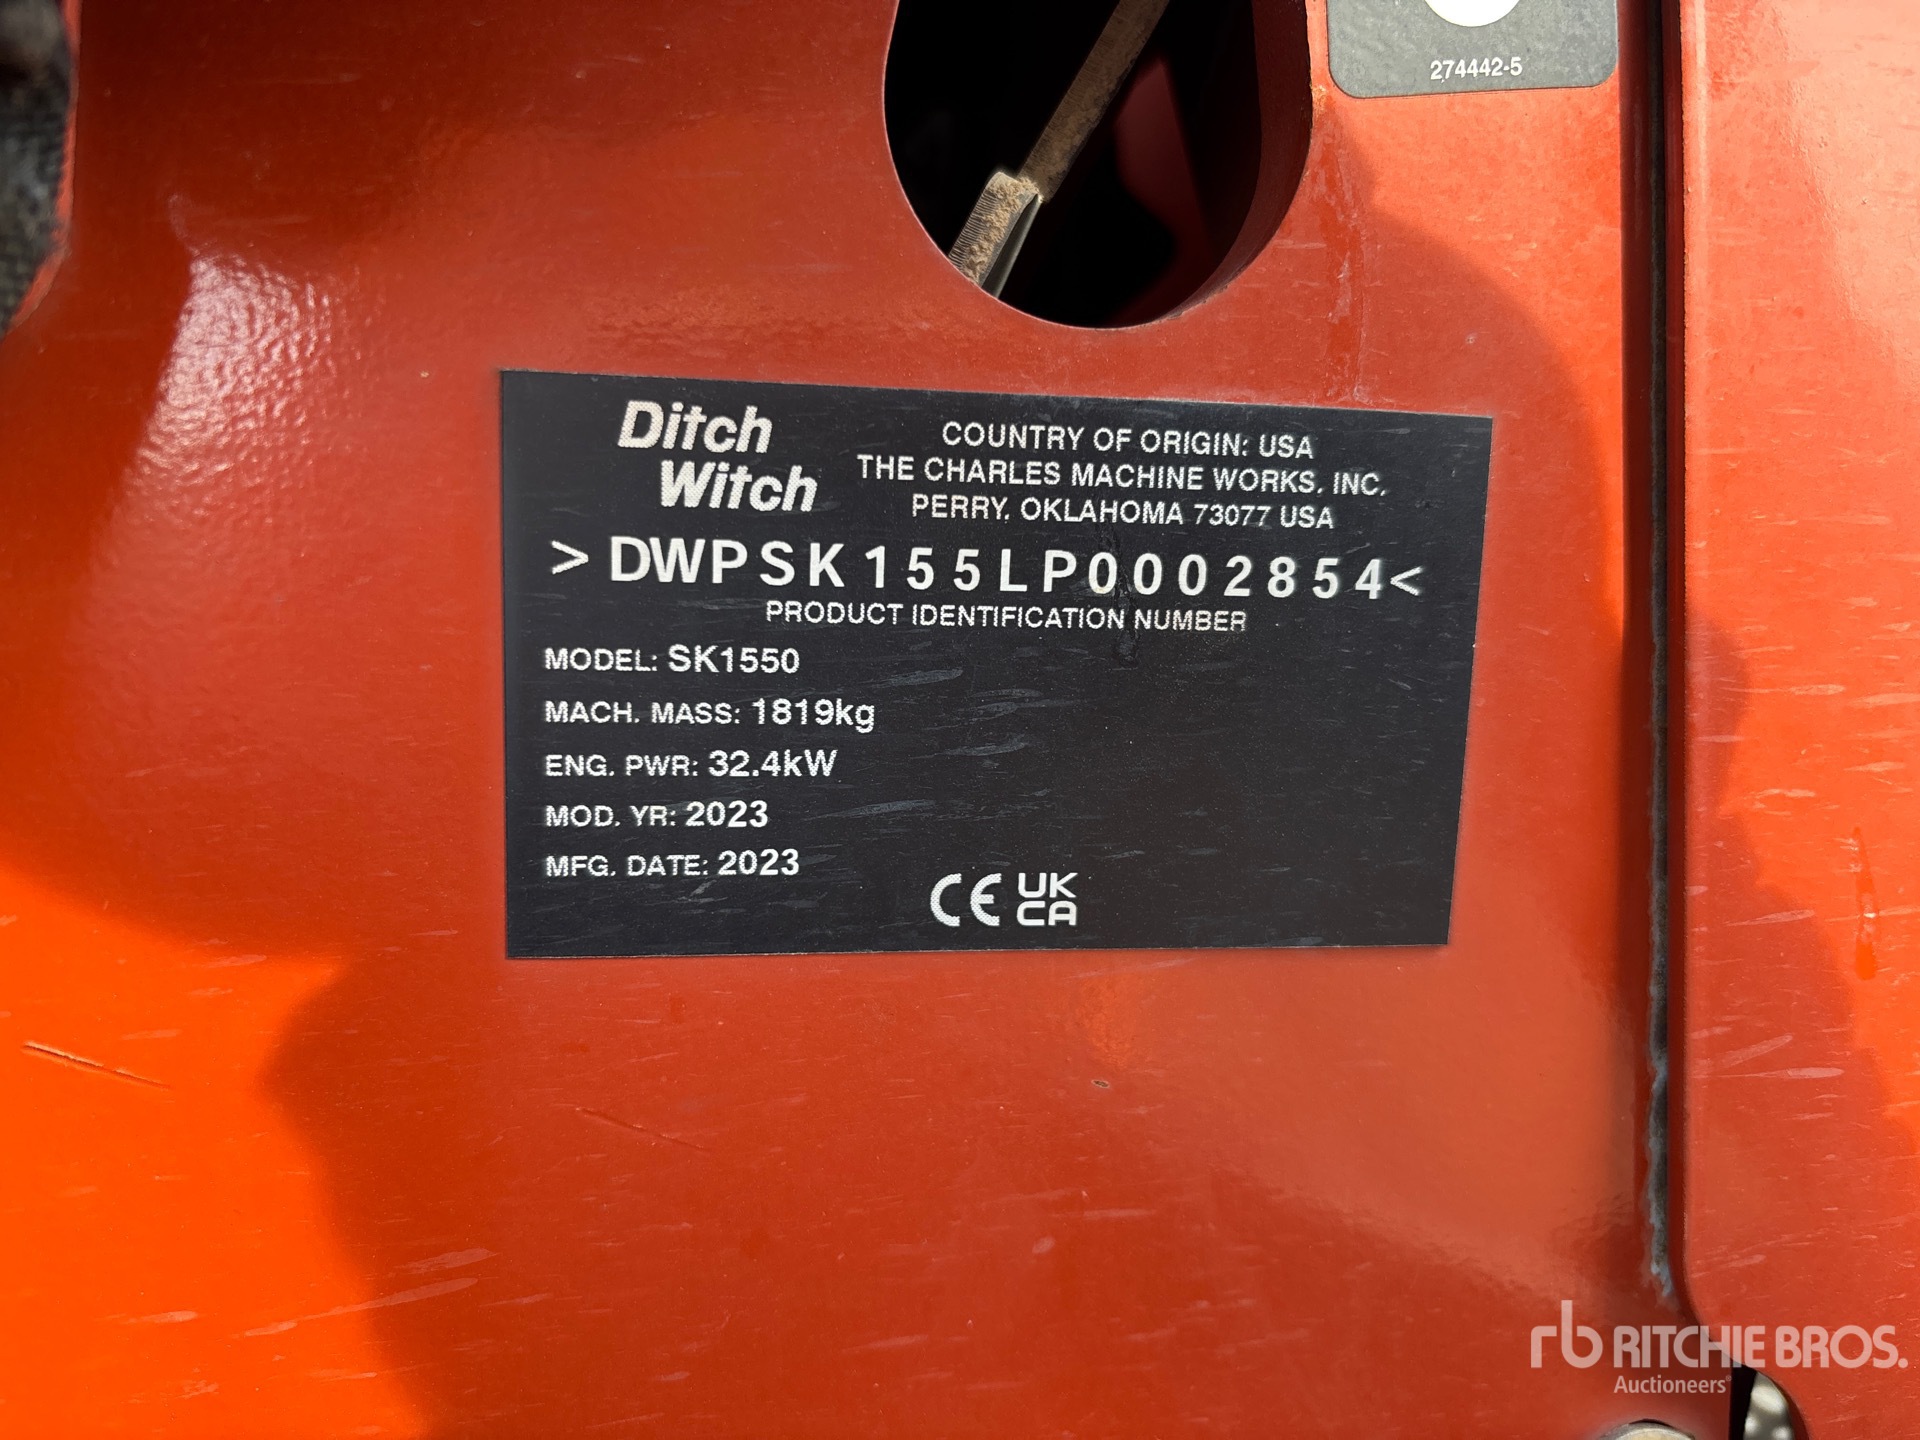 274442-5
Ditch
Witch
COUNTRY OF ORIGIN: USA
THE CHARLES MACHINE WORKS, INC.
PERRY, OKLAHOMA 73077 USA
>DWPSK155LP0002854<
PRODUCT IDENTIFICATION NUMBER
MODEL: SK1550
MACH. MASS: 1819kg
ENG. PWR: 32.4kW
MOD. YR: 2023
MFG. DATE: 2023
CE UK
CA
rb RITCHIE BROS.
Auctioneers®